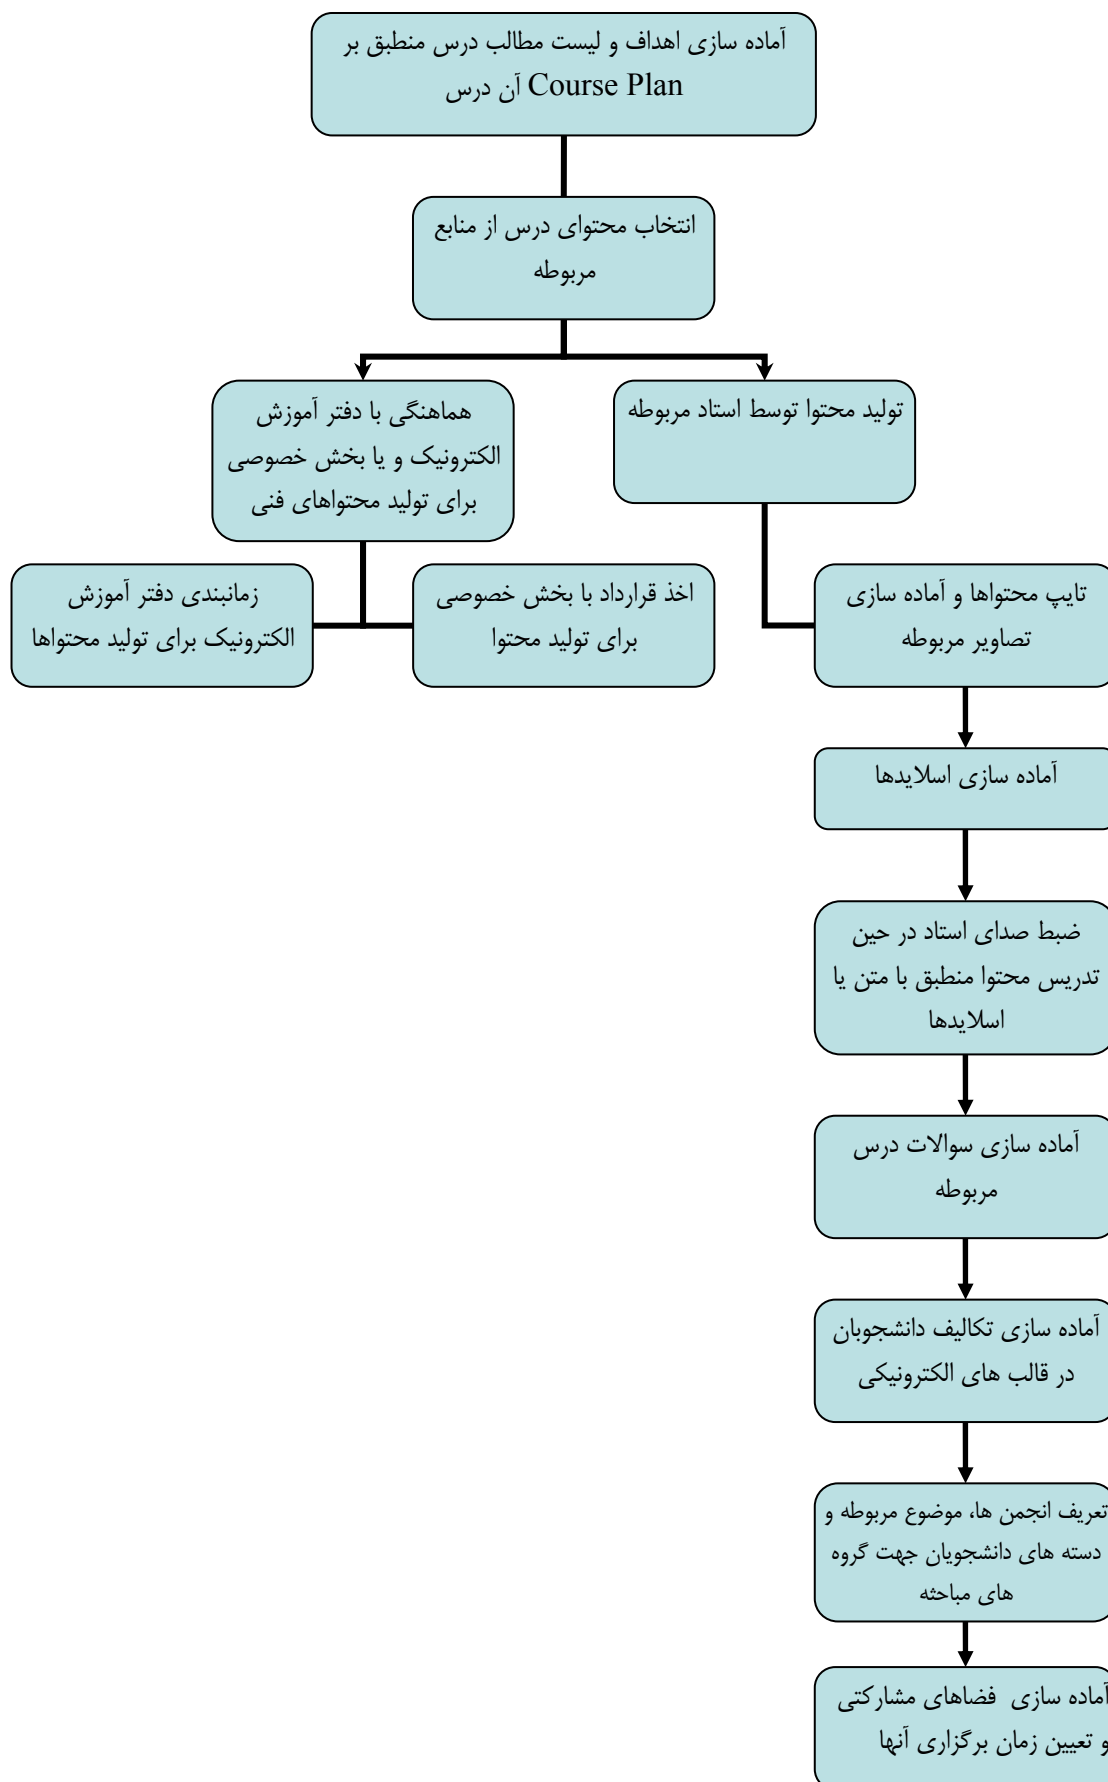 آماده سازی اهداف و لیست مطالب درس منطبق بر
Course Plan آن درس
انتخاب محتوای درس از منابع
مربوطه
تولید محتوا توسط استاد مربوطه
هماهنگی با دفتر آموزش
الکترونیک و یا بخش خصوصی
برای تولید محتواهای فنی
تایپ محتواها و آماده سازی
تصاویر مربوطه
اخذ قرارداد با بخش خصوصی
برای تولید محتوا
زمانبندی دفتر آموزش
الکترونیک برای تولید محتواها
آماده سازی اسلایدها
ضبط صدای استاد در حین
تدریس محتوا منطبق با متن یا
اسلایدها
آماده سازی سوالات درس
مربوطه
آماده سازی تکالیف دانشجوبان
در قالب های الکترونیکی
تعریف انجمن ها، موضوع مربوطه و
دسته های دانشجویان جهت گروه
های مباحثه
آماده سازی فضاهای مشارکتی
و تعیین زمان برگزاری آنها